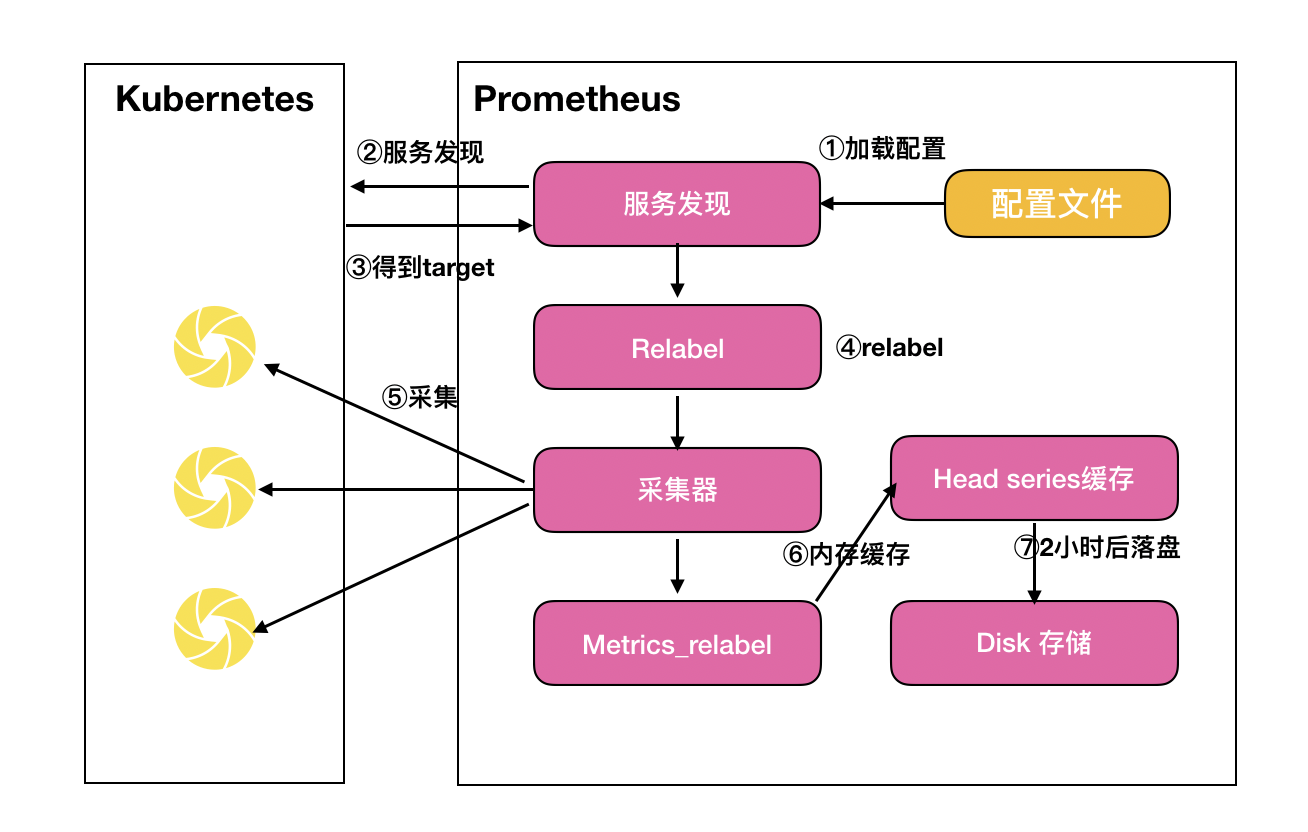 Kubernetes
Prometheus
①加载配置
②服务发现
服务发现
配置文件
③得到target
Relabel
④relabel
⑤采集
采集器
Head series缓存
⑥内存缓存
⑦2小时后落盘
Metrics_relabel
Disk 存储